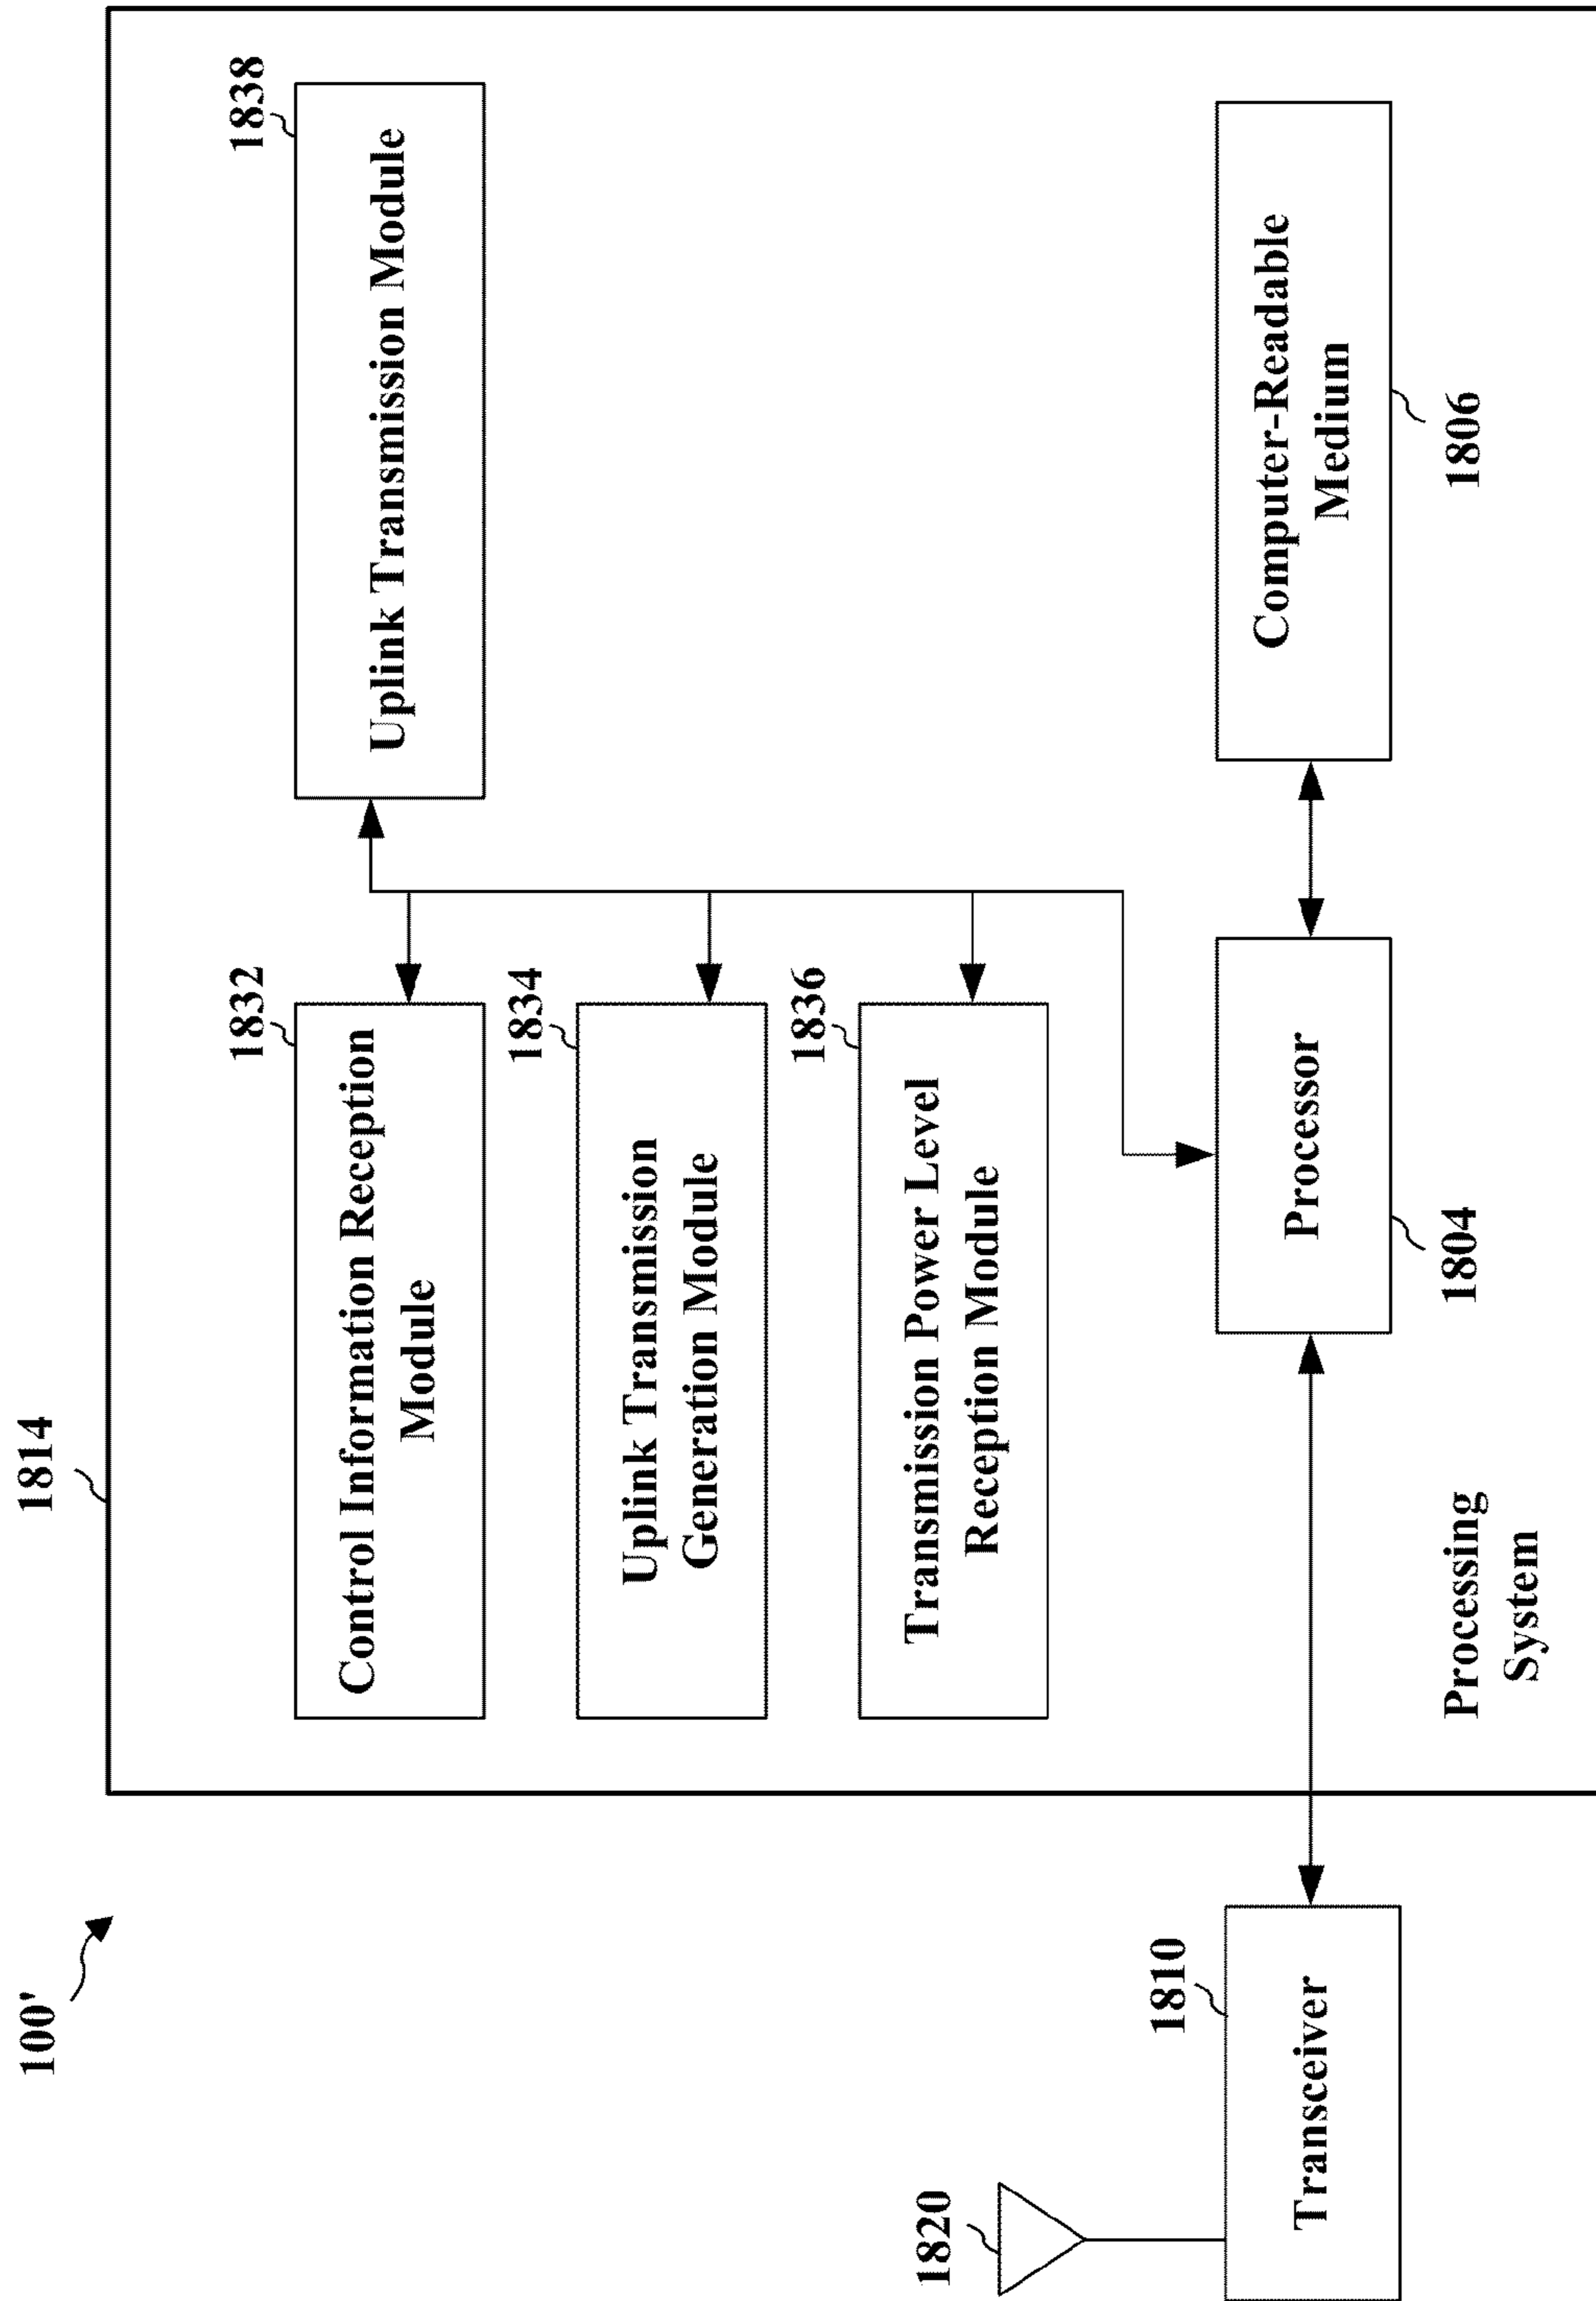 100'
1814
1832
Control Information Reception
Module
1838
Uplink Transmission Module
1834
Uplink Transmission
Generation Module
1836
Transmission Power Level
Reception Module
1820
1810
Transceiver
Processor
1804
Computer-Readable
Medium
1806
Processing
System